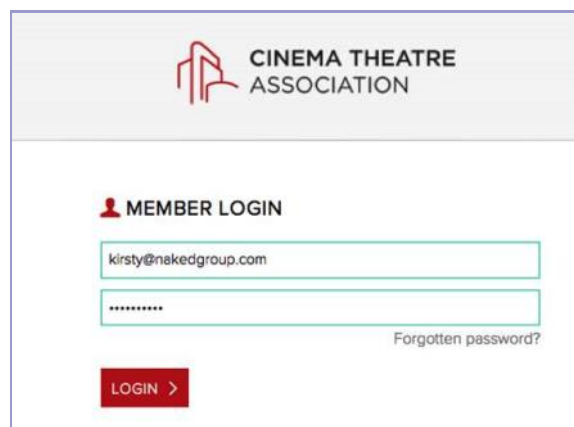 CINEMA THEATRE
ASSOCIATION
MEMBER LOGIN
kirsty@nakedgroup.com
••••••••••
Forgotten password?
LOGIN >